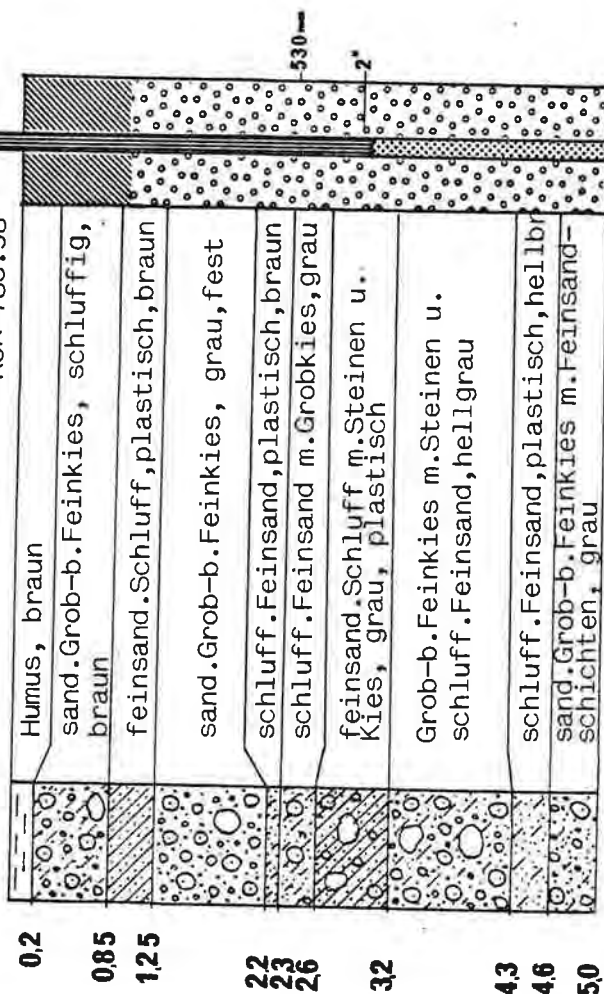 Humus, braun
sand.Grob-b.Feinkies, schluffig,
braun
feinsand.Schluff,plastisch,braun
sand.Grob-b.Feinkies, grau,fest
schluff.Feinsand,plastisch,braun
schluff.Feinsand m.Grobkies,grau
feinsand.Schluff m.Steinen u.
Kies, grau, plastisch
Grob-b.Feinkies m.Steinen u.
schluff.Feinsand,hellgrau
schluff.Feinsand,plastisch,hellbr
sand.Grob-b.Feinkies m.Feinsand-
schichten, grau
0,2
0,85
1,25
2,2
2,3
2,6
3,2
4,3
4,6
5,0
530
2"